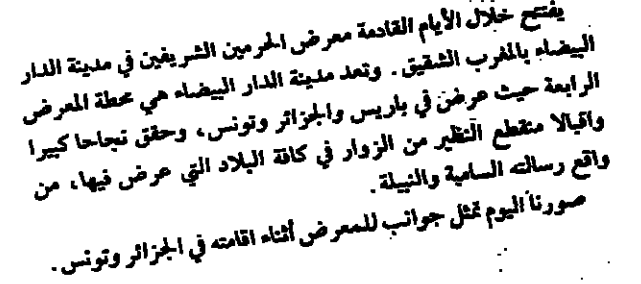 يفتتح خلال الأيام القادمة معرض الحرمين الشريفين في مدينة الدار
البيضاء بالمغرب الشقيق . وتعد مدينة الدار البيضاء هي محطة المعرض
الرابعة حيث عرض في باريس والجزائر وتونس ، وحقق نجاحا كبيرا
واقبالا منقطع النظير من الزوار في كافة البلاد التي عرض فيها ، من
واقع رسالته السامية والنبيلة .
صورنا اليوم تمثل جوانب للمعرض أثناء اقامته في الجزائر وتونس .